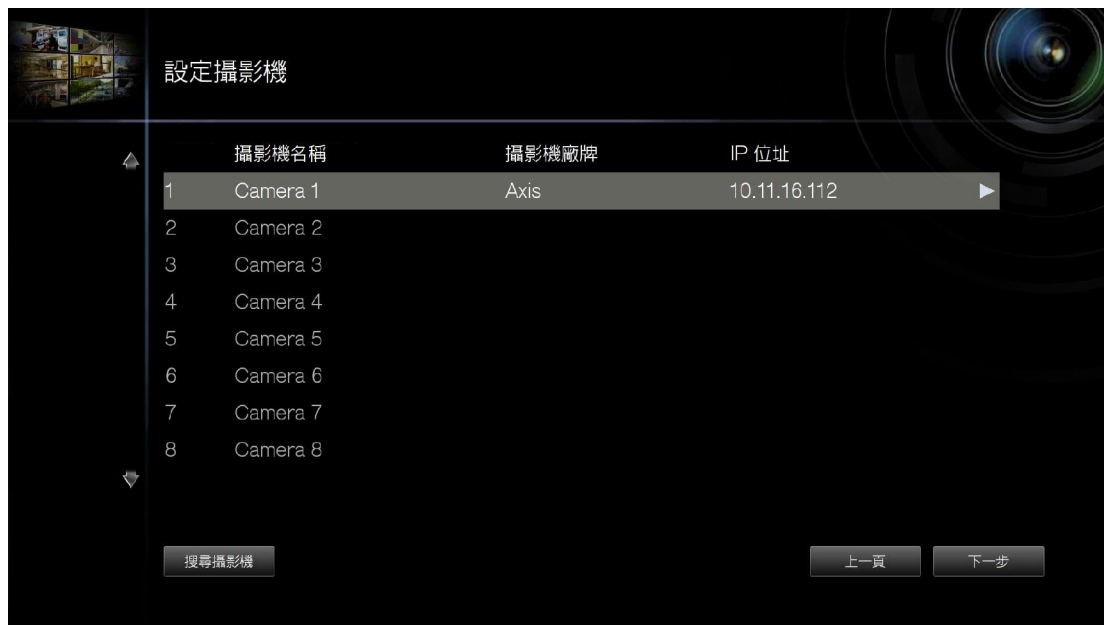 設定攝影機
攝影機名稱 攝影機廠牌 IP 位址
1 Camera 1 Axis 10.11.16.112
2 Camera 2
3 Camera 3
4 Camera 4
5 Camera 5
6 Camera 6
7 Camera 7
8 Camera 8
搜尋攝影機 上一頁 下一步